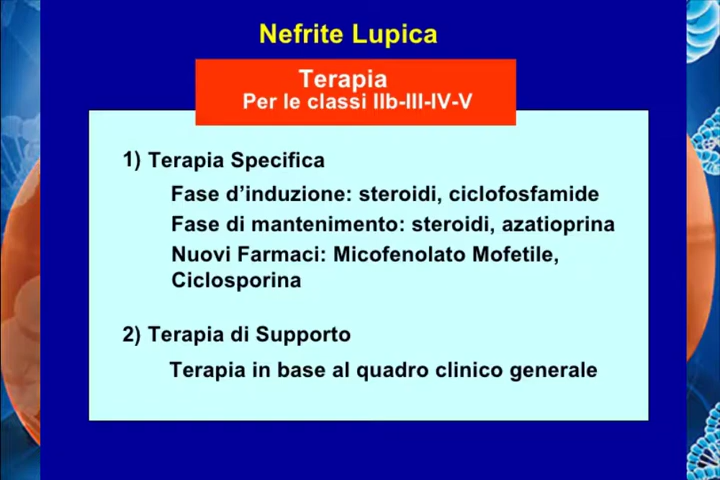 Nefrite Lupica
Terapia
Per le classi IIb-III-IV-V
1) Terapia Specifica
Fase d’induzione: steroidi, ciclofosfamide
Fase di mantenimento: steroidi, azatioprina
Nuovi Farmaci: Micofenolato Mofetile,
Ciclosporina
2) Terapia di Supporto
Terapia in base al quadro clinico generale